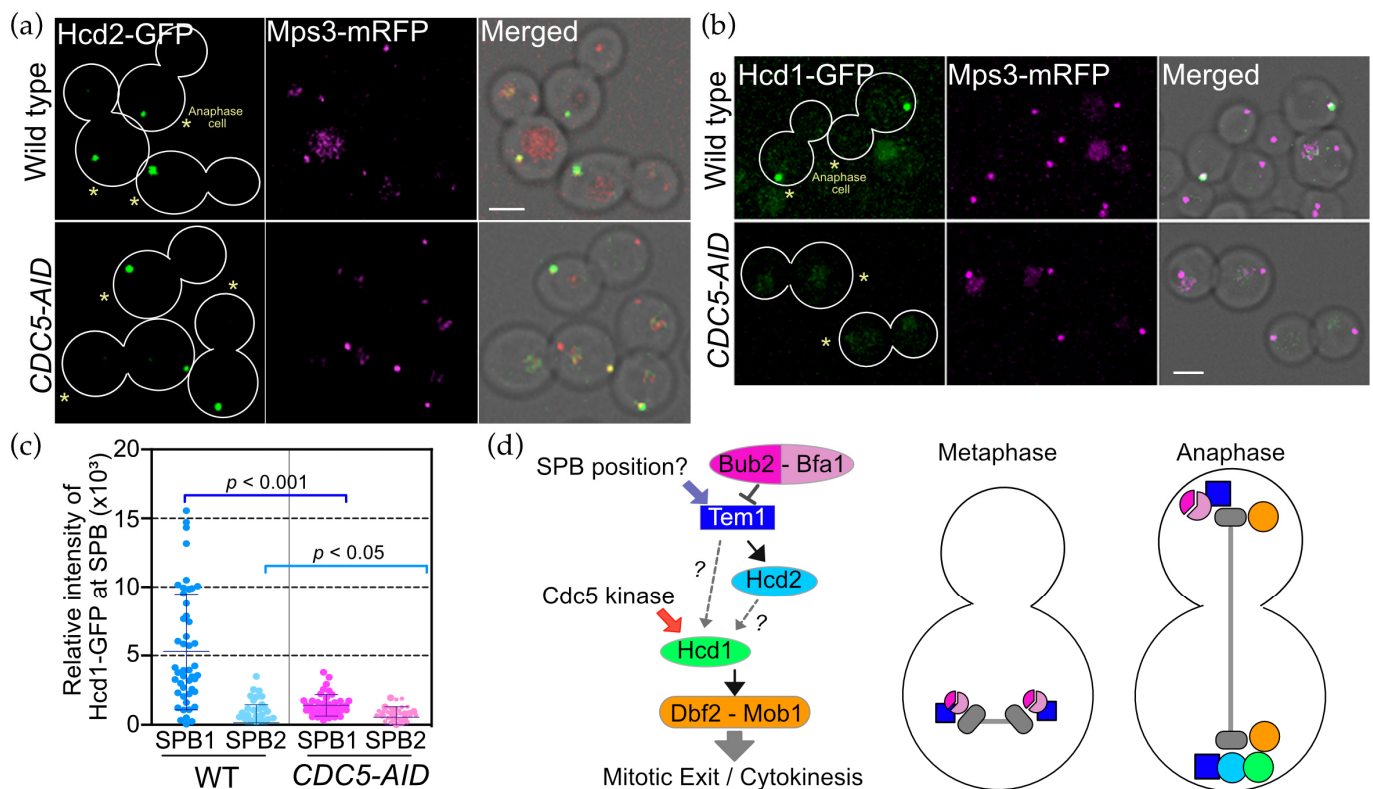 (a)
Hcd2-GFP
Mps3-mRFP
Merged
Wild type
*
Anaphase
cell
*
*
CDC5-AID
*
*
*
(b)
Hcd1-GFP
Mps3-mRFP
Merged
Wild type
*
Anaphase
cell
*
CDC5-AID
*
*
(c)
Relative intensity of
Hcd1-GFP at SPB (x10³)
20
15
10
5
0
p < 0.001
p < 0.05
SPB1 SPB2 SPB1 SPB2
WT CDC5-AID
(d)
SPB position?
Bub2 - Bfa1
Tem1
?
Hcd2
Cdc5 kinase
?
Hcd1
Dbf2 - Mob1
Mitotic Exit / Cytokinesis
Metaphase
Anaphase